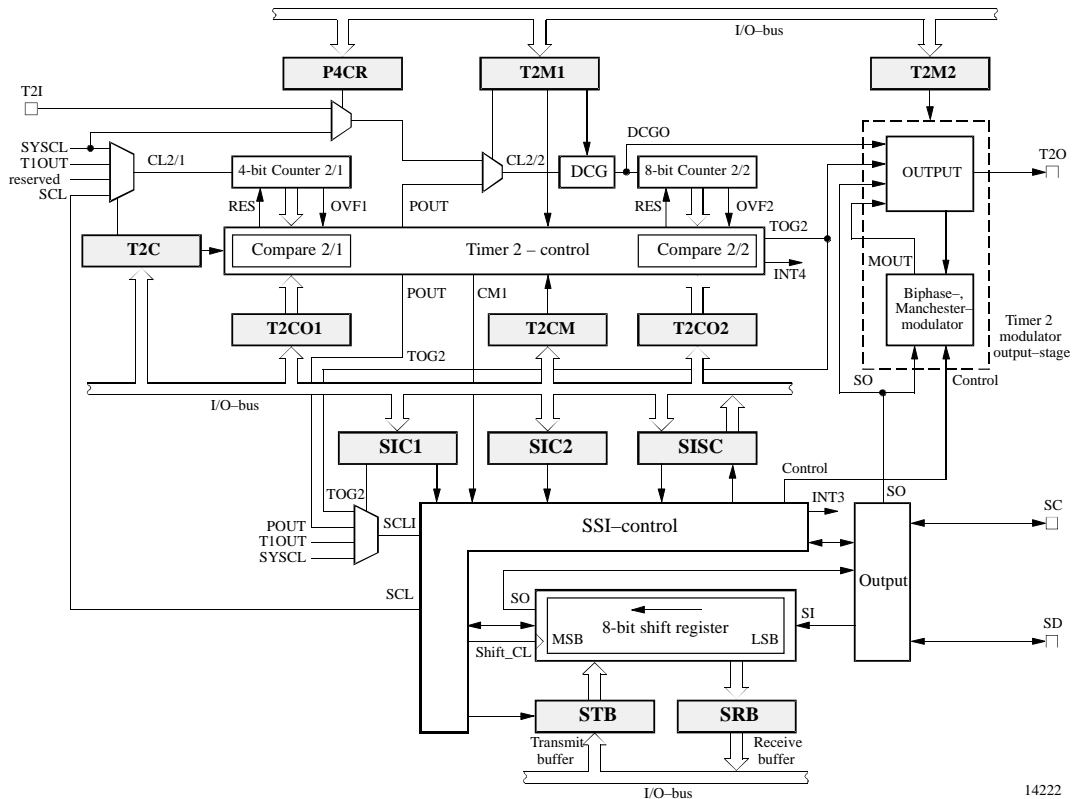 I/O–bus
P4CR
T2M1
T2M2
T2I
DCGO
SYSCL
T1OUT
reserved
SCL
CL2/1
4-bit Counter 2/1
CL2/2
DCG
8-bit Counter 2/2
OUTPUT
T2O
RES
OVF1
POUT
RES
OVF2
TOG2
T2C
Compare 2/1
Timer 2 – control
Compare 2/2
INT4
MOUT
POUT
CM1
Biphase–,
Manchester–
modulator
T2CO1
T2CM
T2CO2
Timer 2
modulator
output–stage
TOG2
SO
Control
I/O–bus
SIC1
SIC2
SISC
Control
TOG2
INT3
SO
SC
POUT
T1OUT
SYSCL
SCLI
SSI–control
Output
SCL
SO
8-bit shift register
MSB
LSB
SI
SD
Shift_CL
STB
SRB
Transmit
buffer
Receive
buffer
I/O–bus
14222